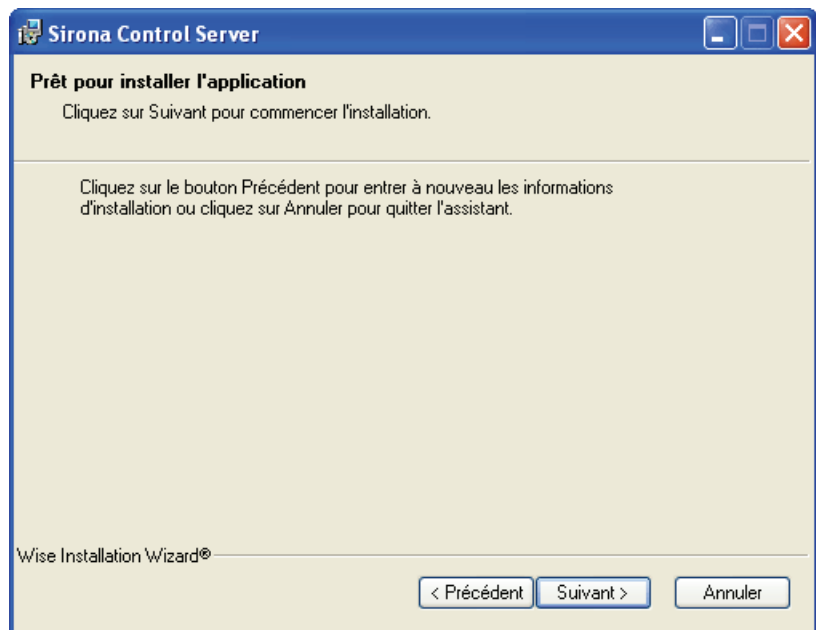 Sirona Control Server
Prêt pour installer l'application
Cliquez sur Suivant pour commencer l'installation.
Cliquez sur le bouton Précédent pour entrer à nouveau les informations
d'installation ou cliquez sur Annuler pour quitter l'assistant.
Wise Installation Wizard®
< Précédent Suivant > Annuler